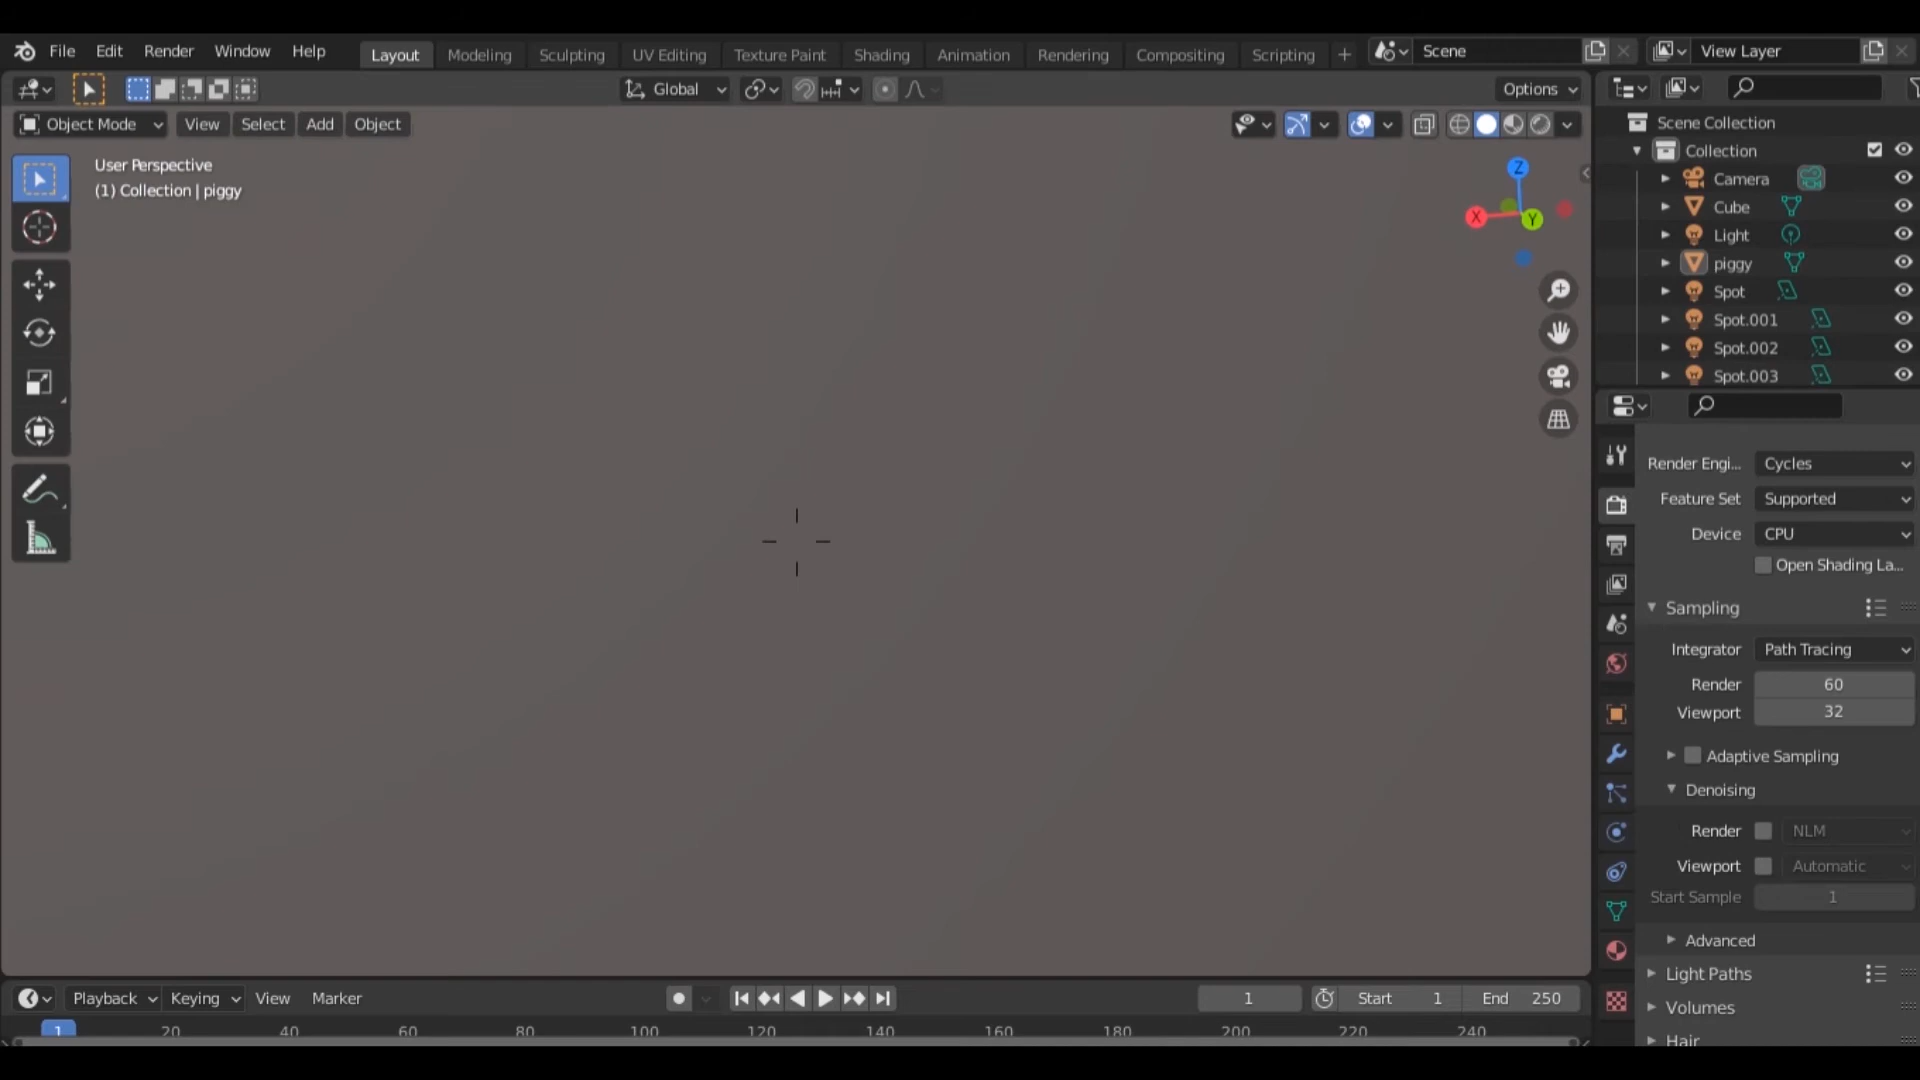 File Edit Render Window Help Layout Modeling Sculpting UV Editing Texture Paint Shading Animation Rendering Compositing Scripting + Scene View Layer
Global Options
Object Mode View Select Add Object
User Perspective
(1) Collection | piggy
Z
X
Y
Scene Collection
Collection
Camera
Cube
Light
piggy
Spot
Spot.001
Spot.002
Spot.003
Render Engi... Cycles
Feature Set Supported
Device CPU
Open Shading La...
Sampling
Integrator Path Tracing
Render 60
Viewport 32
Adaptive Sampling
Denoising
Render NLM
Viewport Automatic
Start Sample 1
Advanced
Light Paths
Volumes
Hair
Playback Keying View Marker 1 Start 1 End 250
1 20 40 60 80 100 120 140 160 180 200 220 240